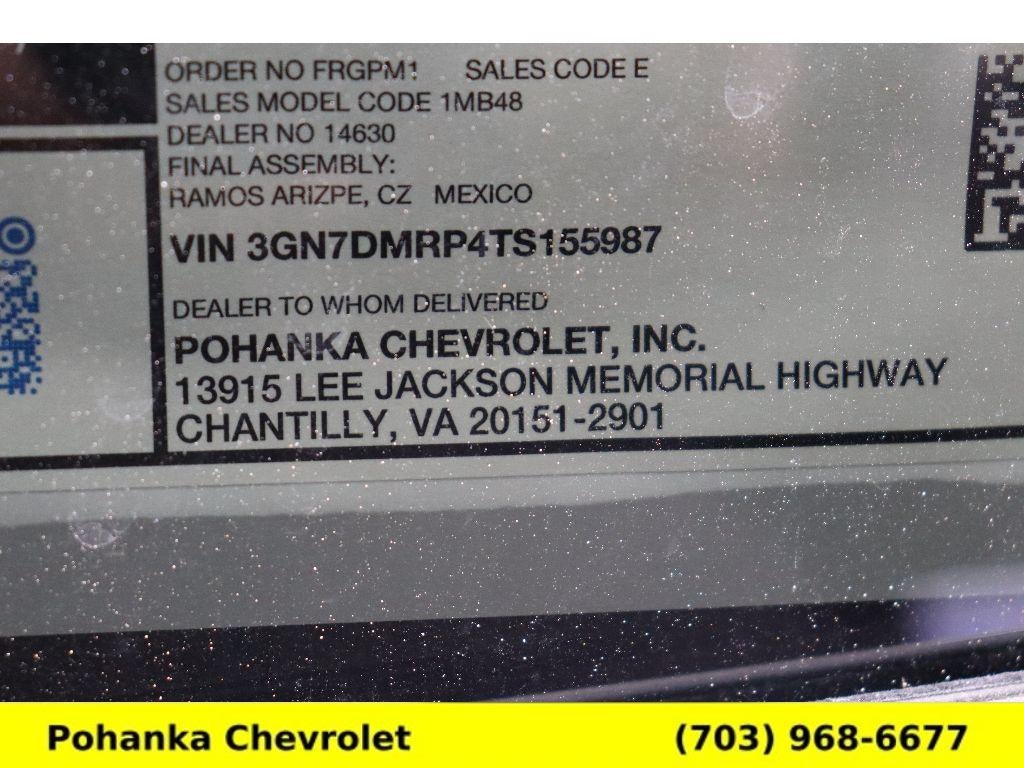 ORDER NO FRGPM1 SALES CODE E
SALES MODEL CODE 1MB48
DEALER NO 14630
FINAL ASSEMBLY:
RAMOS ARIZPE, CZ MEXICO
VIN 3GN7DMRP4TS155987
DEALER TO WHOM DELIVERED
POHANKA CHEVROLET, INC.
13915 LEE JACKSON MEMORIAL HIGHWAY
CHANTILLY, VA 20151-2901
Pohanka Chevrolet (703) 968-6677